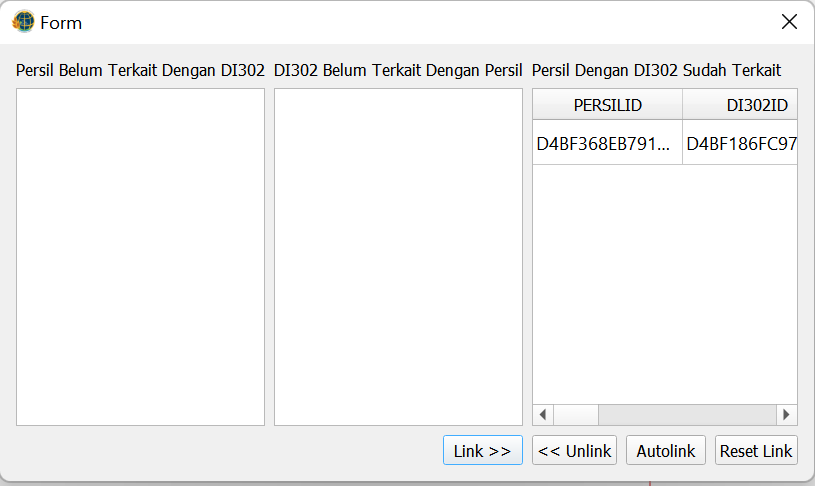 Form
Persil Belum Terkait Dengan DI302 DI302 Belum Terkait Dengan Persil Persil Dengan DI302 Sudah Terkait
PERSILID DI302ID
D4BF368EB791... D4BF186FC97
Link >> << Unlink Autolink Reset Link